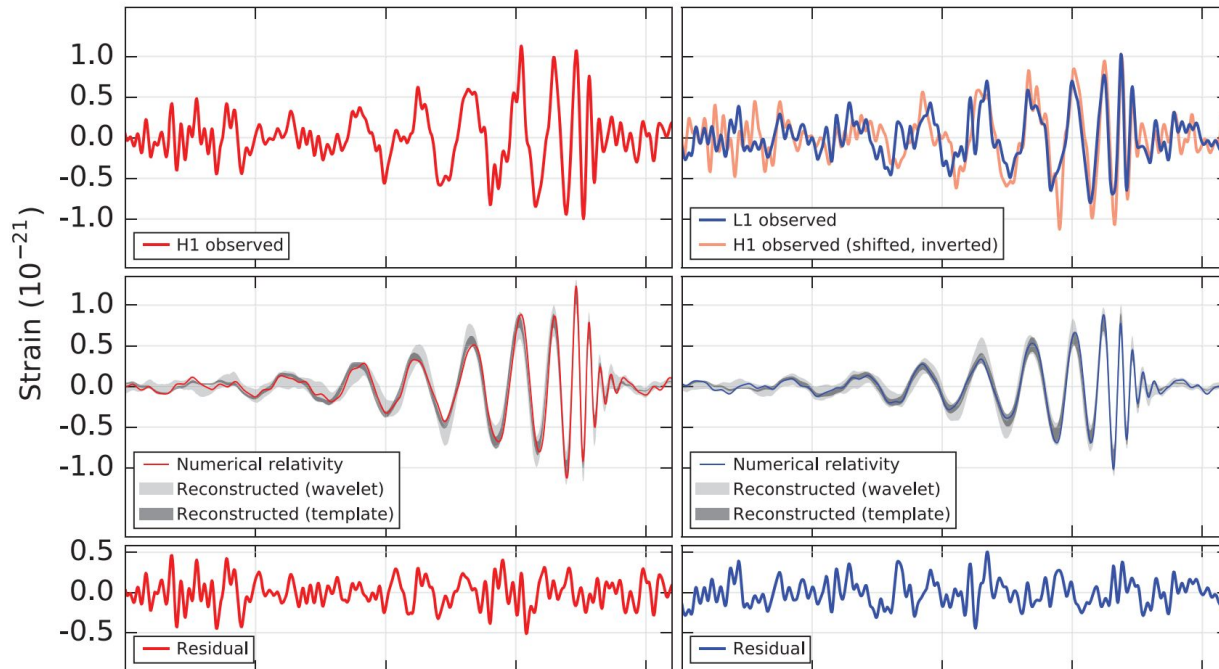 Strain (10⁻²¹)
1.0
0.5
0.0
-0.5
-1.0
H1 observed
L1 observed
H1 observed (shifted, inverted)
1.0
0.5
0.0
-0.5
-1.0
Numerical relativity
Reconstructed (wavelet)
Reconstructed (template)
Numerical relativity
Reconstructed (wavelet)
Reconstructed (template)
0.5
0.0
-0.5
Residual
Residual